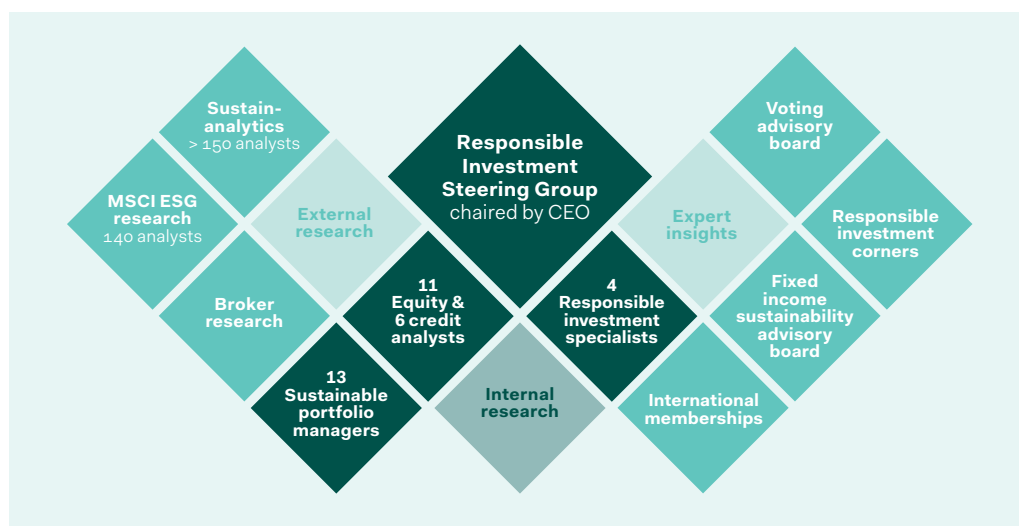 Sustain-
analytics
> 150 analysts
MSCI ESG
research
140 analysts
External
research
Broker
research
Responsible
Investment
Steering Group
chaired by CEO
11
Equity &
6 credit
analysts
13
Sustainable
portfolio
managers
Internal
research
4
Responsible
investment
specialists
Expert
insights
Voting
advisory
board
Responsible
investment
corners
Fixed
income
sustainability
advisory
board
International
memberships